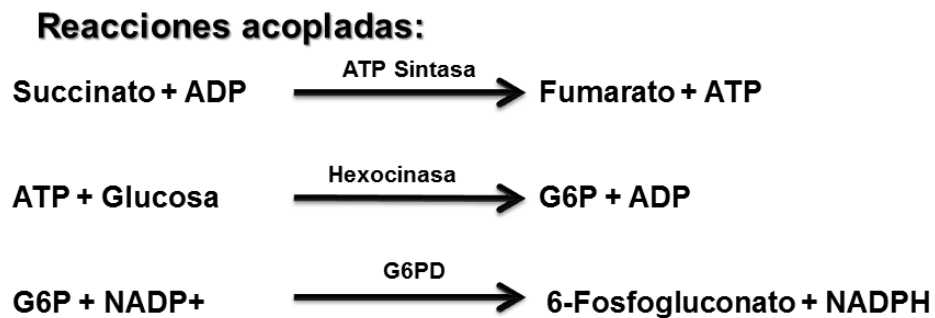 Reacciones acopladas:
ATP Sintasa
Succinato + ADP Fumarato + ATP
Hexocinasa
ATP + Glucosa G6P + ADP
G6PD
G6P + NADP+ 6-Fosfogluconato + NADPH